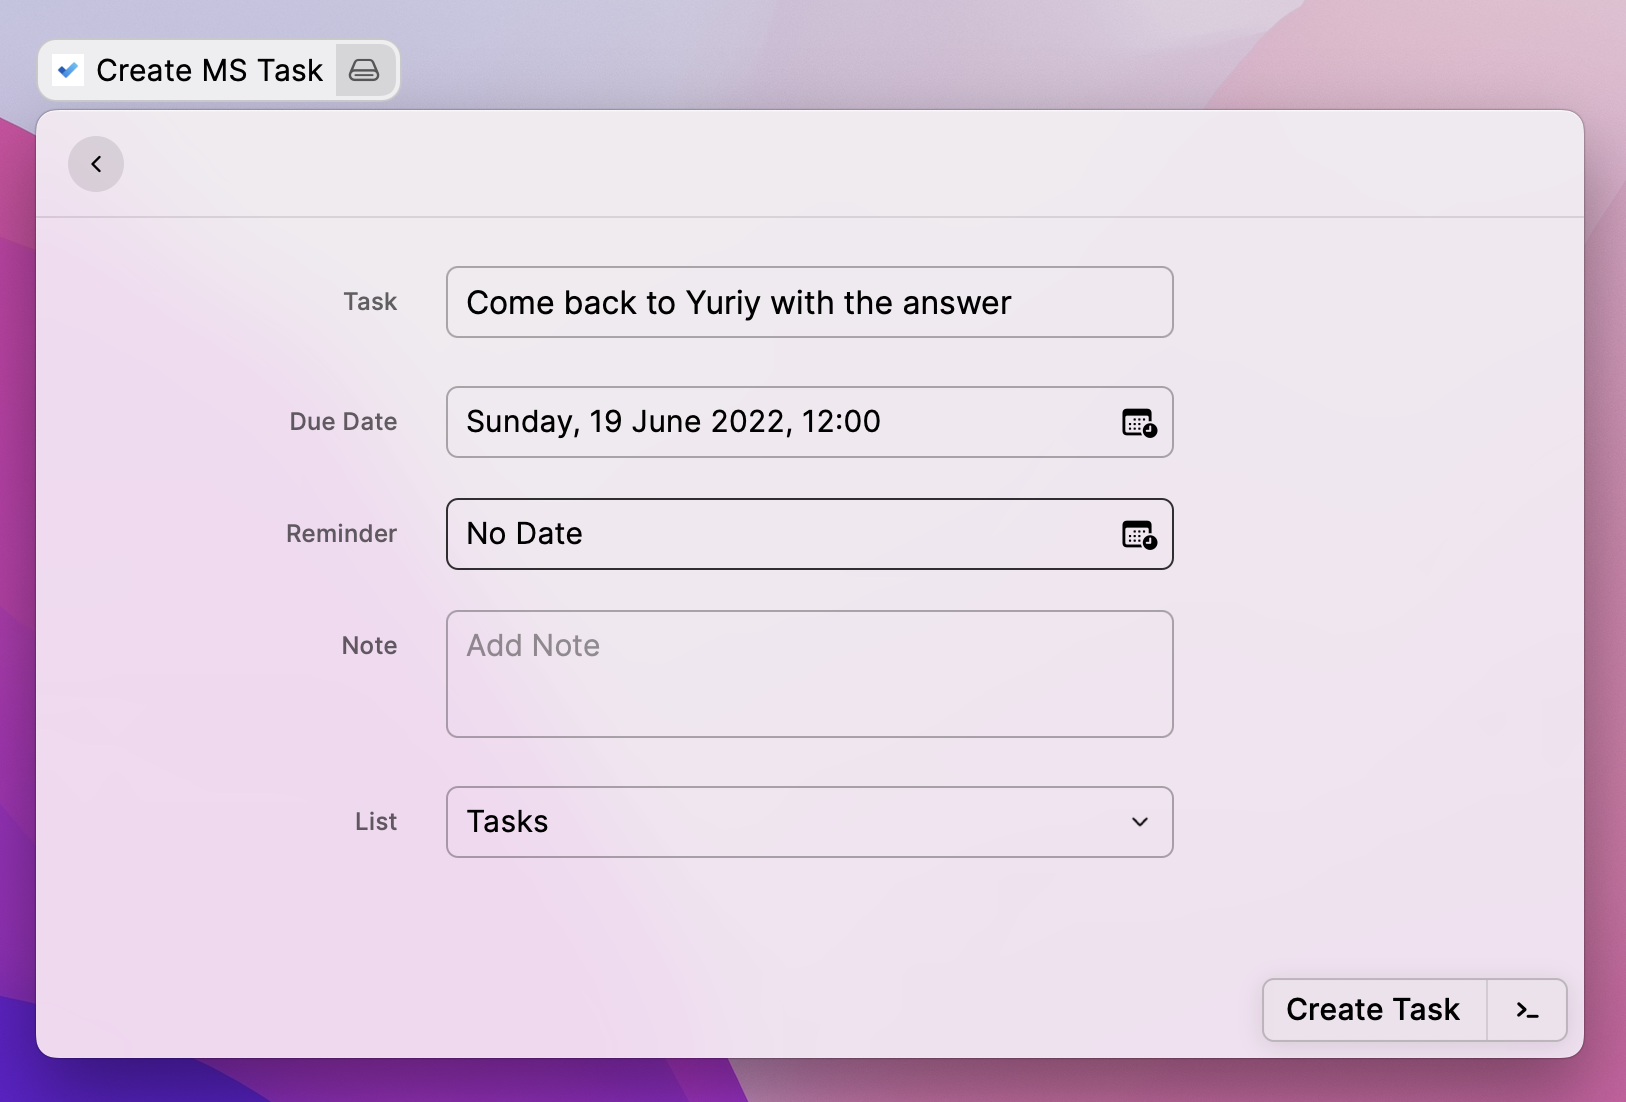 Create MS Task
Task
Come back to Yuriy with the answer
Due Date
Sunday, 19 June 2022, 12:00
Reminder
No Date
Note
Add Note
List
Tasks
Create Task